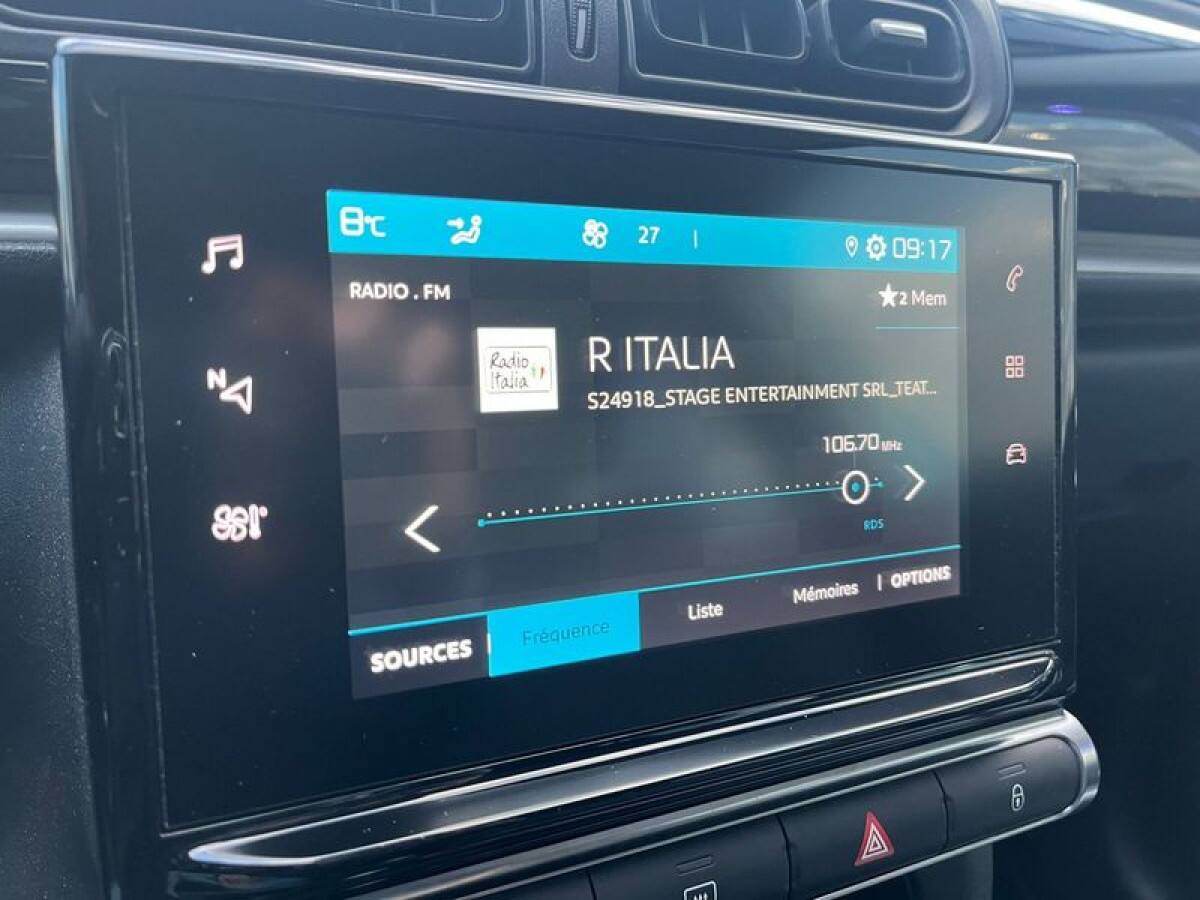 8°C 27 | 09:17
RADIO . FM
2 Mem
Radio
Italia
R ITALIA
S24918_STAGE ENTERTAINMENT SRL_TEAT...
N
106.70 MHz
RDS
SOURCES Fréquence Liste Mémoires | OPTIONS